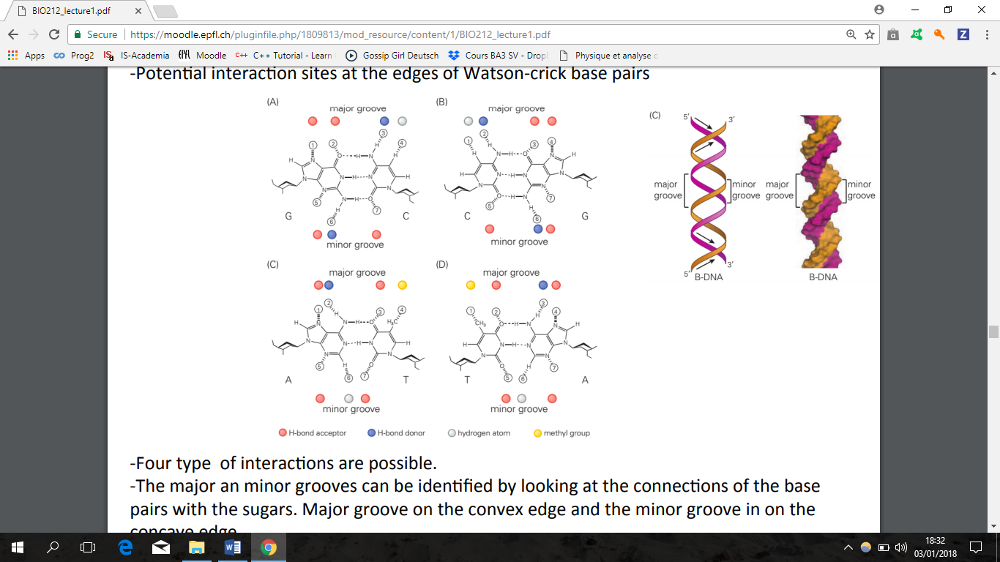 BIO212_lecture1.pdf
Secure
https://moodle.epfl.ch/pluginfile.php/1809813/mod_resource/content/1/BIO212_lecture1.pdf
Apps Prog2 IS-Academia Moodle C++ Tutorial - Learn Gossip Girl Deutsch Cours BA3 SV - Drop Physique et analyse
-Potential interaction sites at the edges of Watson-crick base pairs
(A)
major groove
1 2 3 4
H N O H N H H
H N N H N H
N N N O N
5 6 7
G C
minor groove
(B)
major groove
1 2 3 4
H H N H O N H
H N H N N
N O H N N
5 6 7
C G
minor groove
(C)
5' 3'
major groove
minor groove
5' 3'
B-DNA
major groove
minor groove
B-DNA
(C)
major groove
1 2 3 4
H N H N H O H3C
N N H N H
N H O N
5 6 7
A T
minor groove
(D)
major groove
1 2 3 4
CH3 O H N H N H
H N H N N
N O H N
5 6 7
T A
minor groove
H-bond acceptor H-bond donor hydrogen atom methyl group
-Four type of interactions are possible.
-The major an minor grooves can be identified by looking at the connections of the base
pairs with the sugars. Major groove on the convex edge and the minor groove in on the
concave edge
18:32
03/01/2018